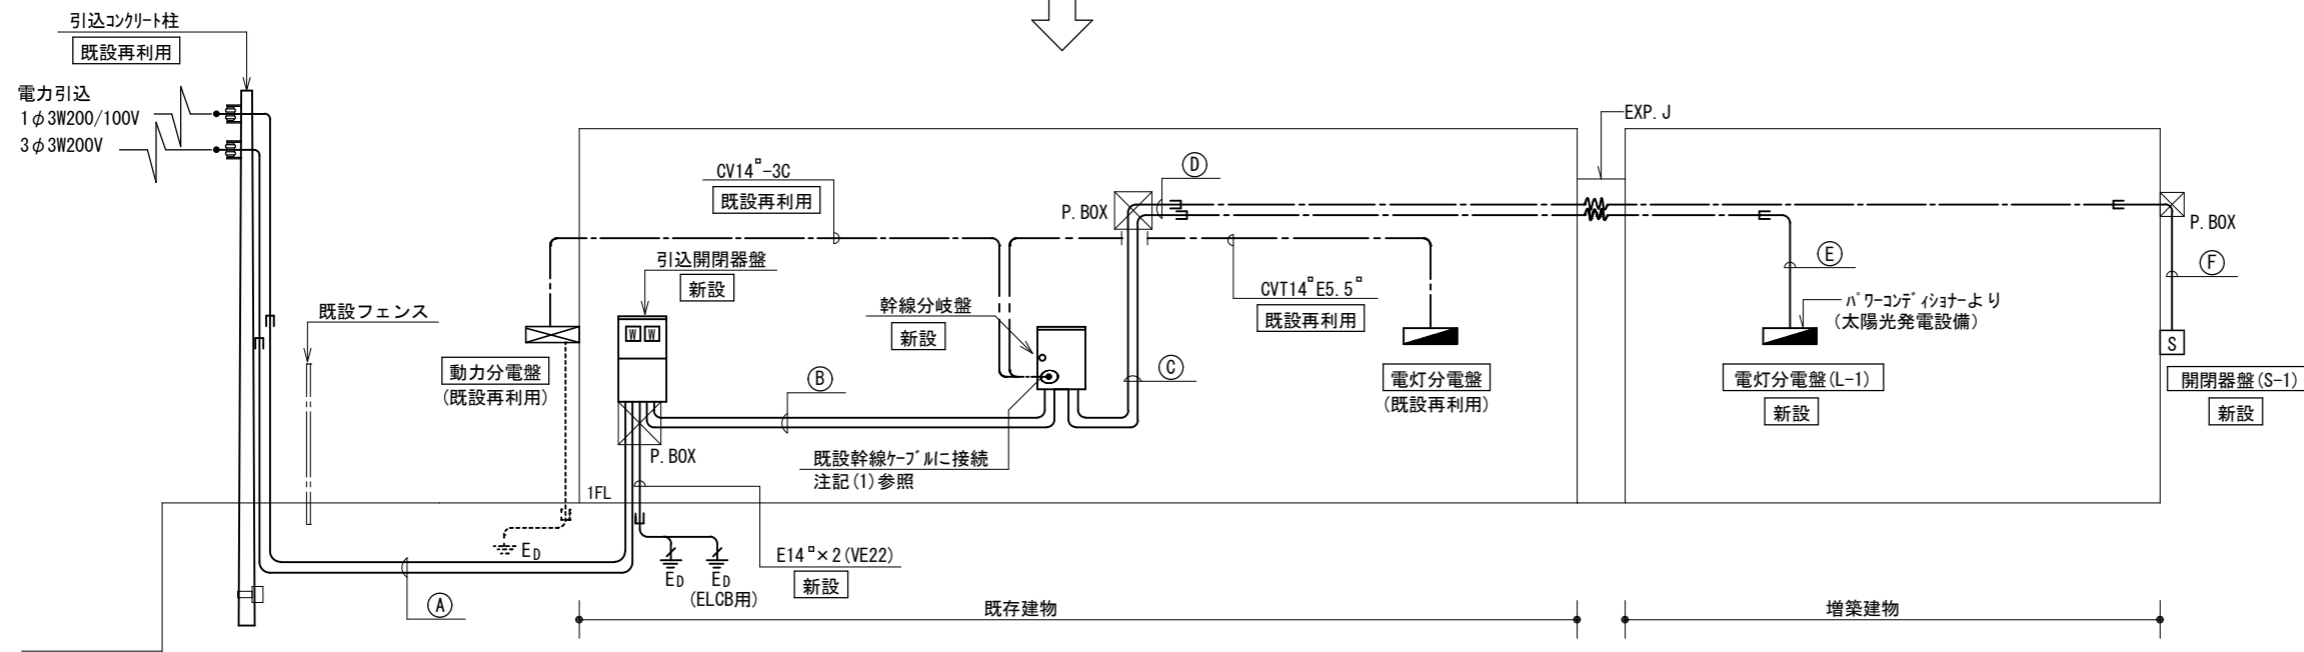 引込コンクリート柱
既設再利用
電力引込
1φ3W200/100V
3φ3W200V
既設フェンス
CV14□-3C
既設再利用
引込開閉器盤
新設
W W
動力分電盤
(既設再利用)
P.BOX
1FL
ED
ED
ED
(ELCB用)
E14□×2(VE22)
新設
A
B
幹線分岐盤
新設
既設幹線ケーブルに接続
注記(1)参照
P.BOX
D
C
CVT14□E5.5□
既設再利用
電灯分電盤
(既設再利用)
EXP.J
E
パワーコンディショナーより
(太陽光発電設備)
電灯分電盤(L-1)
新設
P.BOX
F
S
開閉器盤(S-1)
新設
既存建物
増築建物